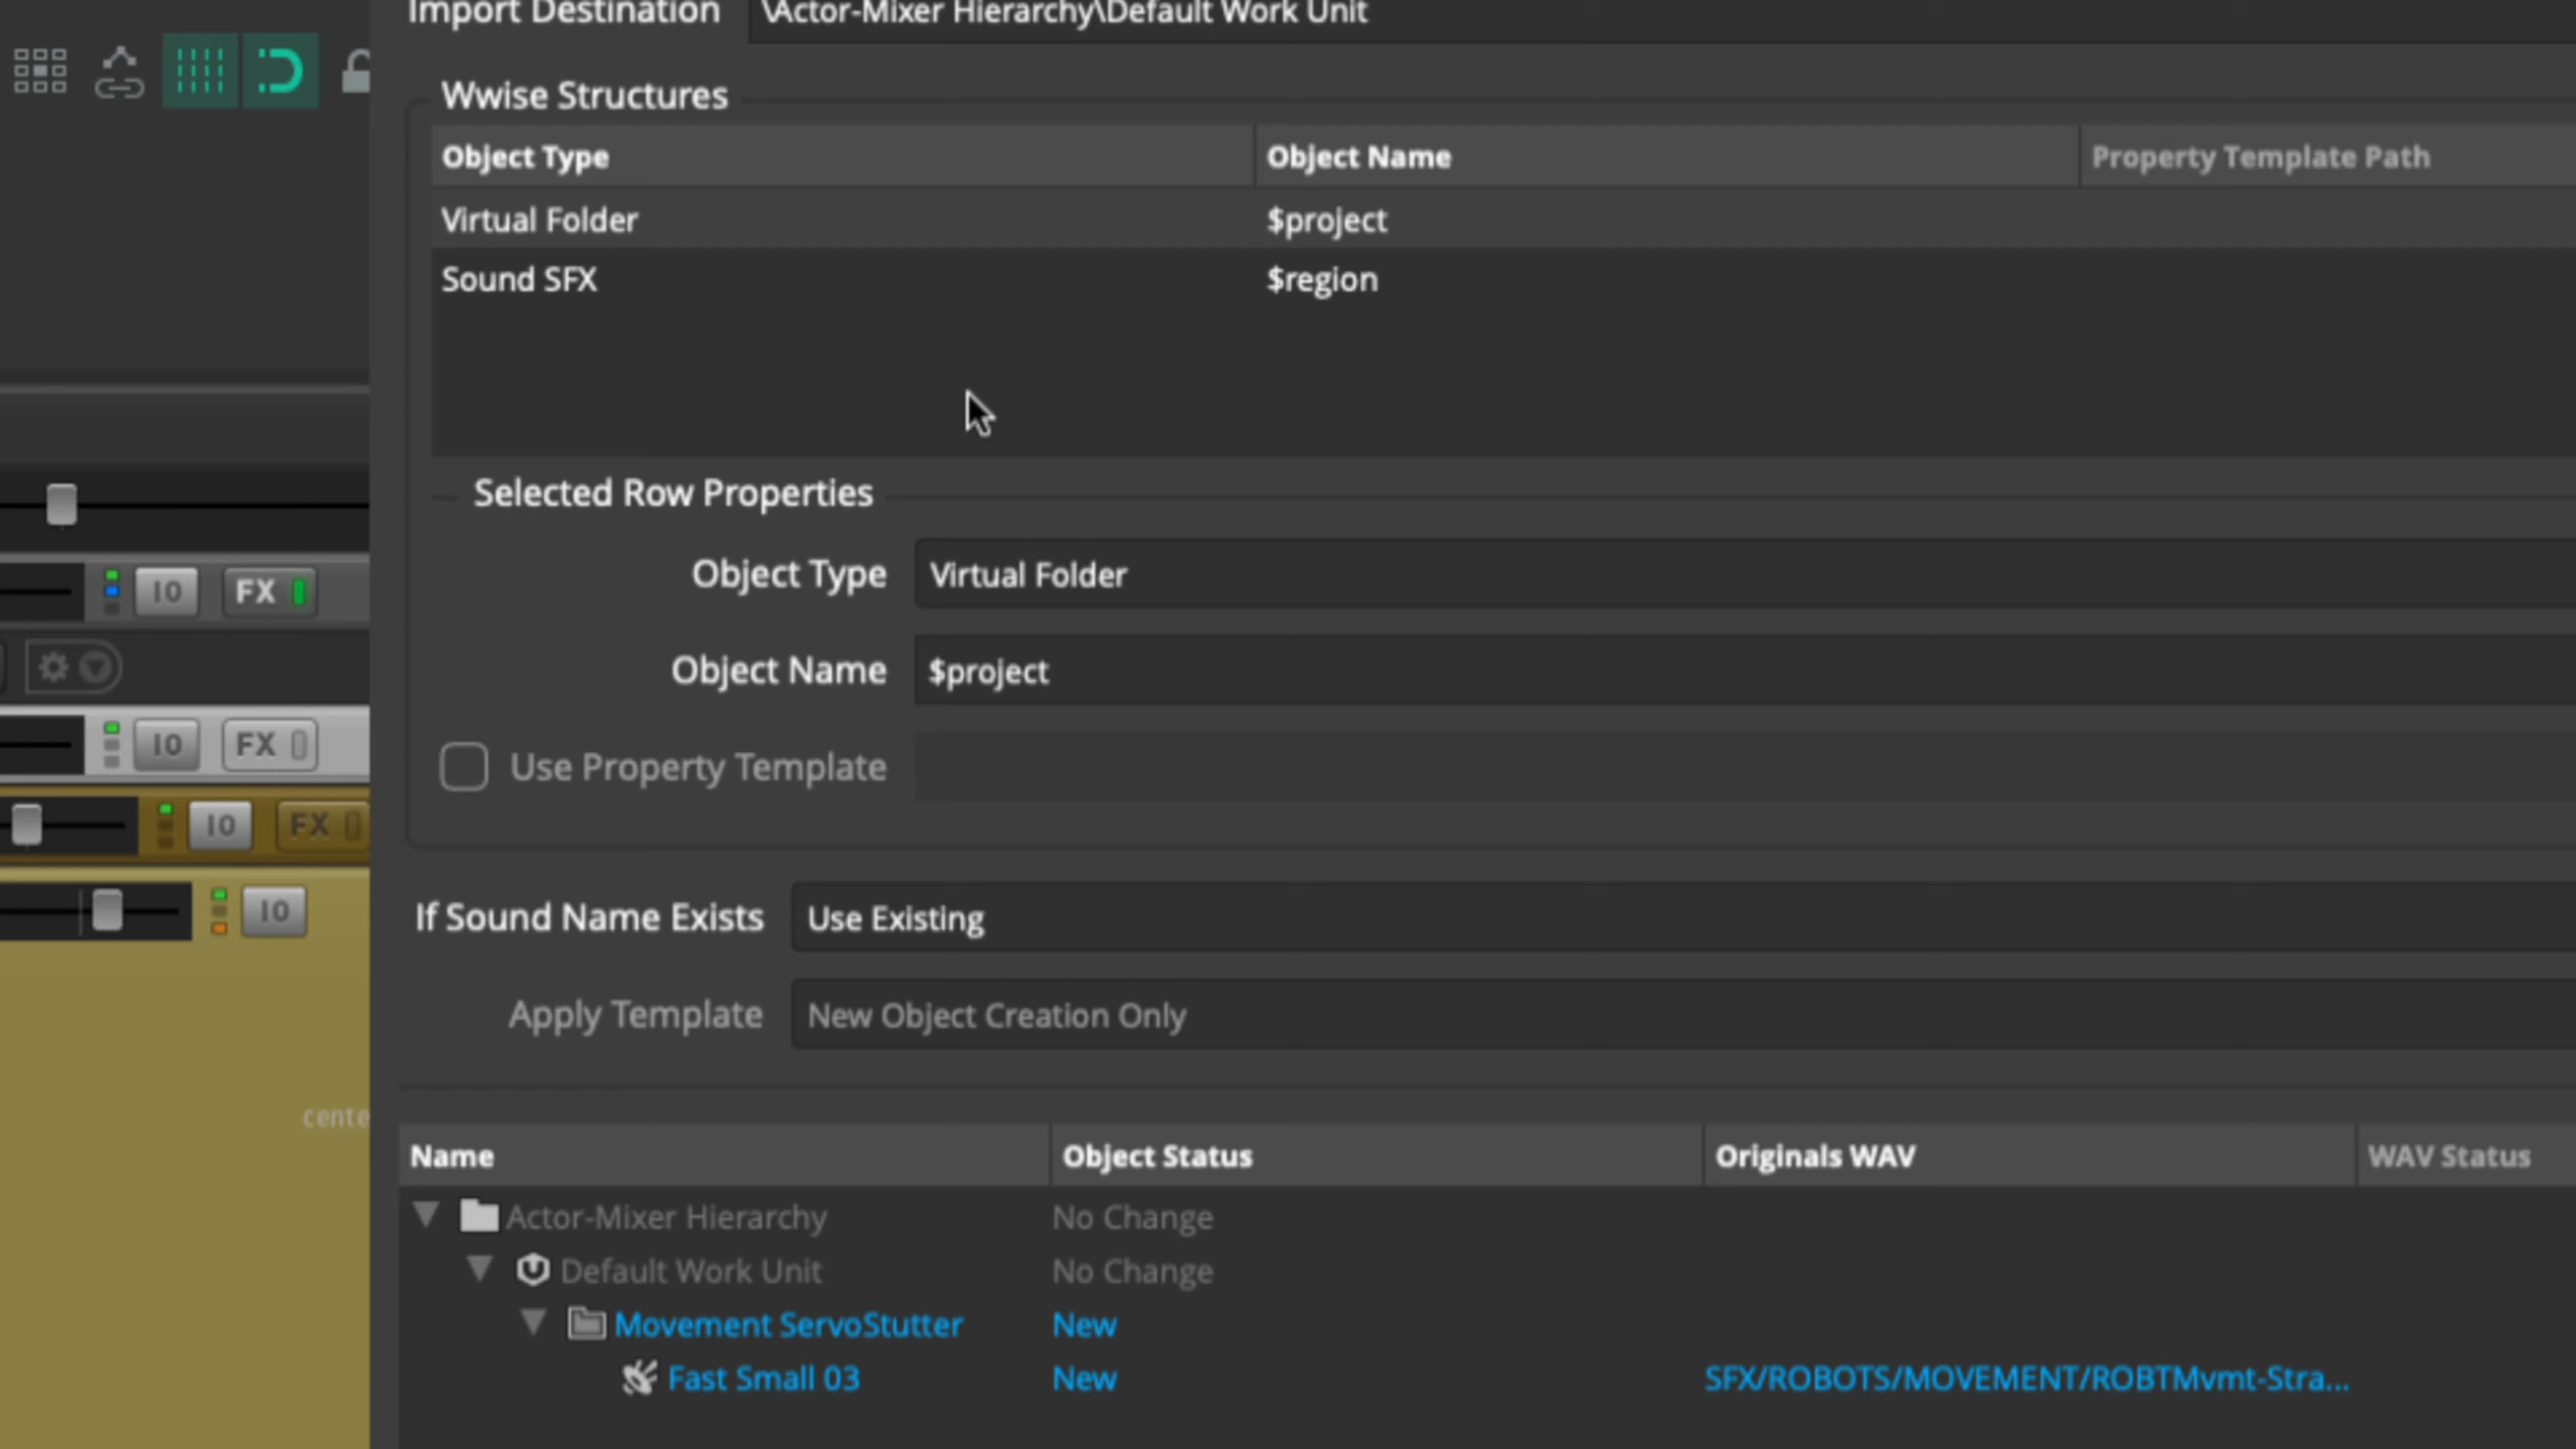 Import Destination \Actor-Mixer Hierarchy\Default Work Unit
Wwise Structures
Object Type Object Name Property Template Path
Virtual Folder $project
Sound SFX $region
Selected Row Properties
Object Type Virtual Folder
IO FX
Object Name $project
IO FX
Use Property Template
IO FX
If Sound Name Exists Use Existing
IO
Apply Template New Object Creation Only
cente
Name Object Status Originals WAV WAV Status
Actor-Mixer Hierarchy No Change
Default Work Unit No Change
Movement ServoStutter New
Fast Small 03 New SFX/ROBOTS/MOVEMENT/ROBTMvmt-Stra...